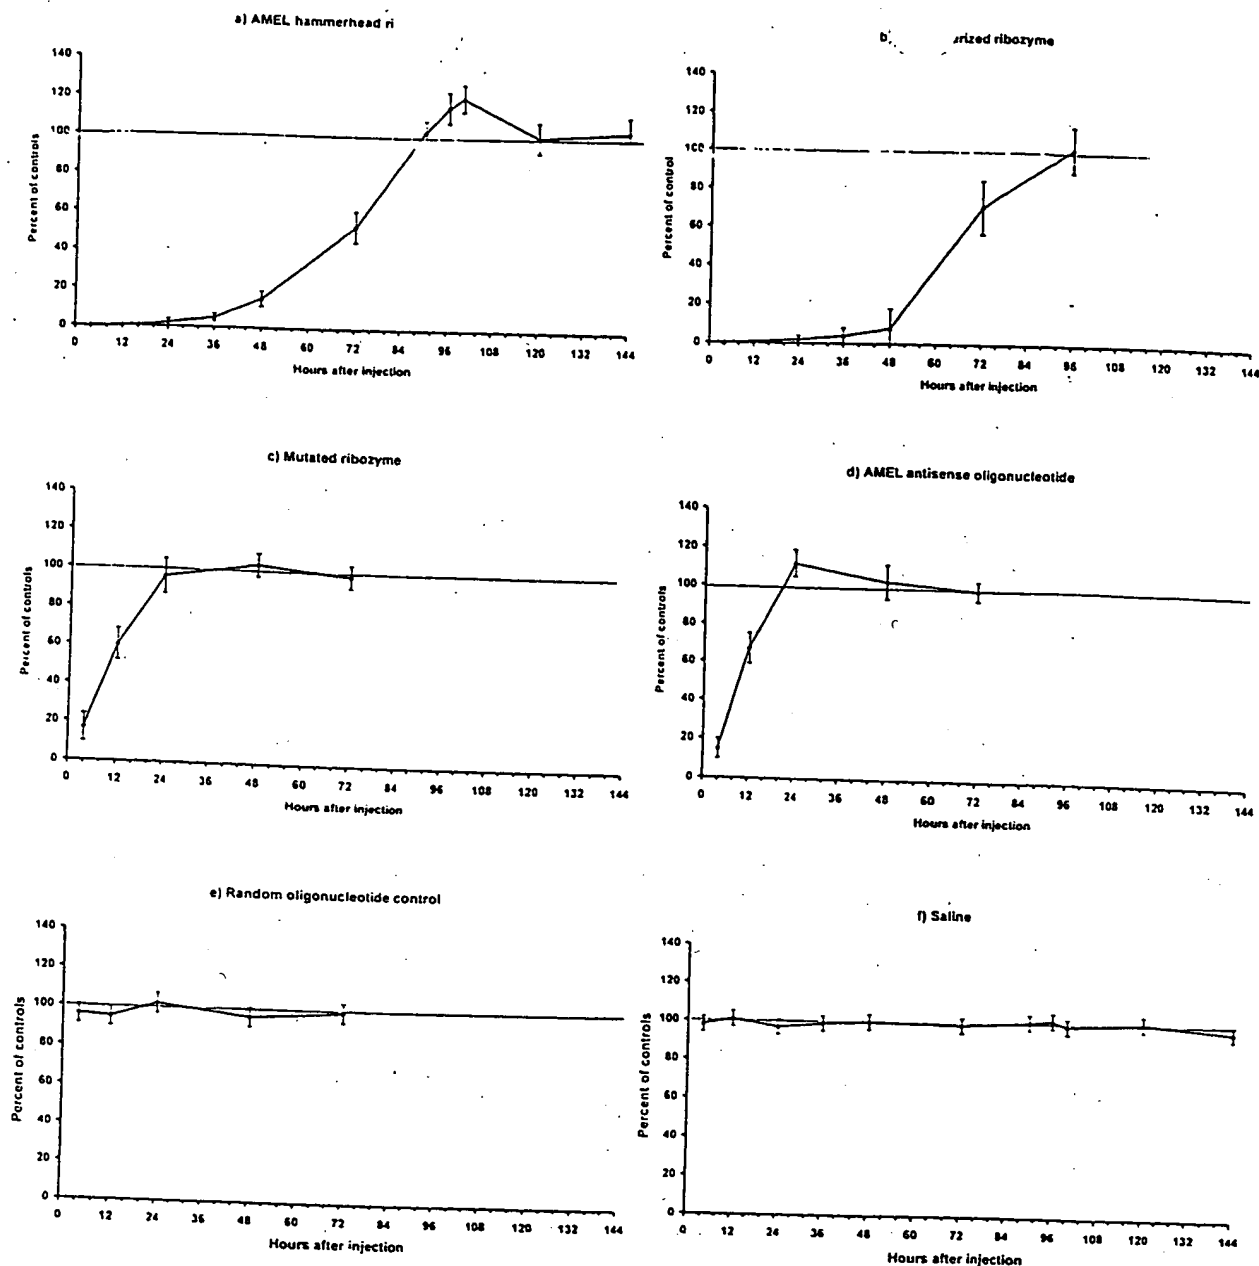 a) AMEL hammerhead ri
140
120
100
80
60
40
20
0
Percent of controls
0 12 24 36 48 60 72 84 96 108 120 132 144
Hours after injection
b rized ribozyme
140
120
100
80
60
40
20
0
Percent of control
0 12 24 36 48 60 72 84 96 108 120 132 144
Hours after injection
c) Mutated ribozyme
140
120
100
80
60
40
20
0
Percent of controls
0 12 24 36 48 60 72 84 96 108 120 132 144
Hours after injection
d) AMEL antisense oligonucleotide
140
120
100
80
60
40
20
0
Percent of controls
0 12 24 36 48 60 72 84 96 108 120 132 144
Hours after injection
e) Random oligonucleotide control
140
120
100
80
60
40
20
0
Percent of controls
0 12 24 36 48 60 72 84 96 108 120 132 144
Hours after injection
f) Saline
140
120
100
80
60
40
20
0
Percent of controls
0 12 24 36 48 60 72 84 96 108 120 132 144
Hours after injection